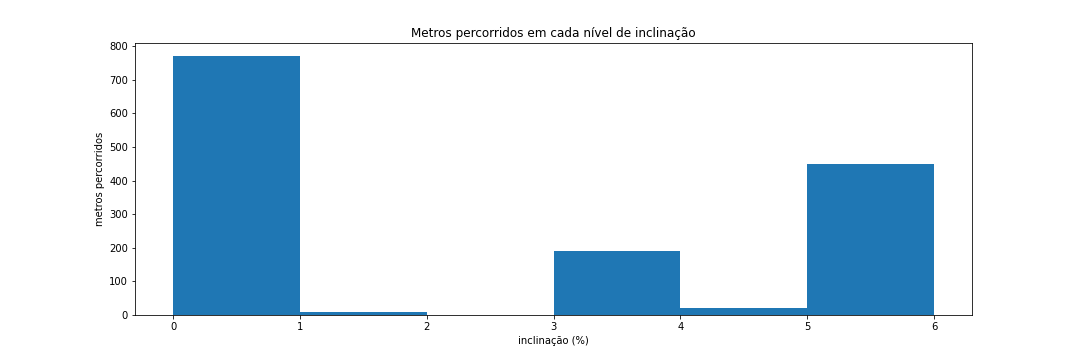 Metros percorridos em cada nível de inclinação
metros percorridos
800
700
600
500
400
300
200
100
0
0 1 2 3 4 5 6
inclinação (%)